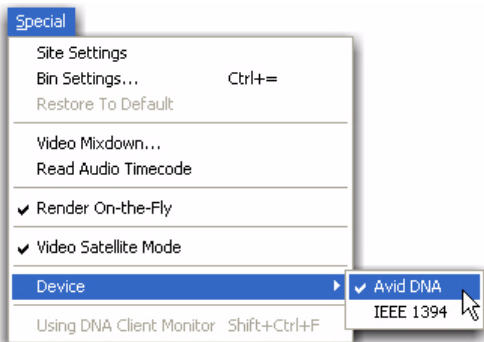 Special
Site Settings
Bin Settings... Ctrl+=
Restore To Default
Video Mixdown...
Read Audio Timecode
Render On-the-Fly
Video Satellite Mode
Device
Avid DNA
IEEE 1394
Using DNA Client Monitor Shift+Ctrl+F